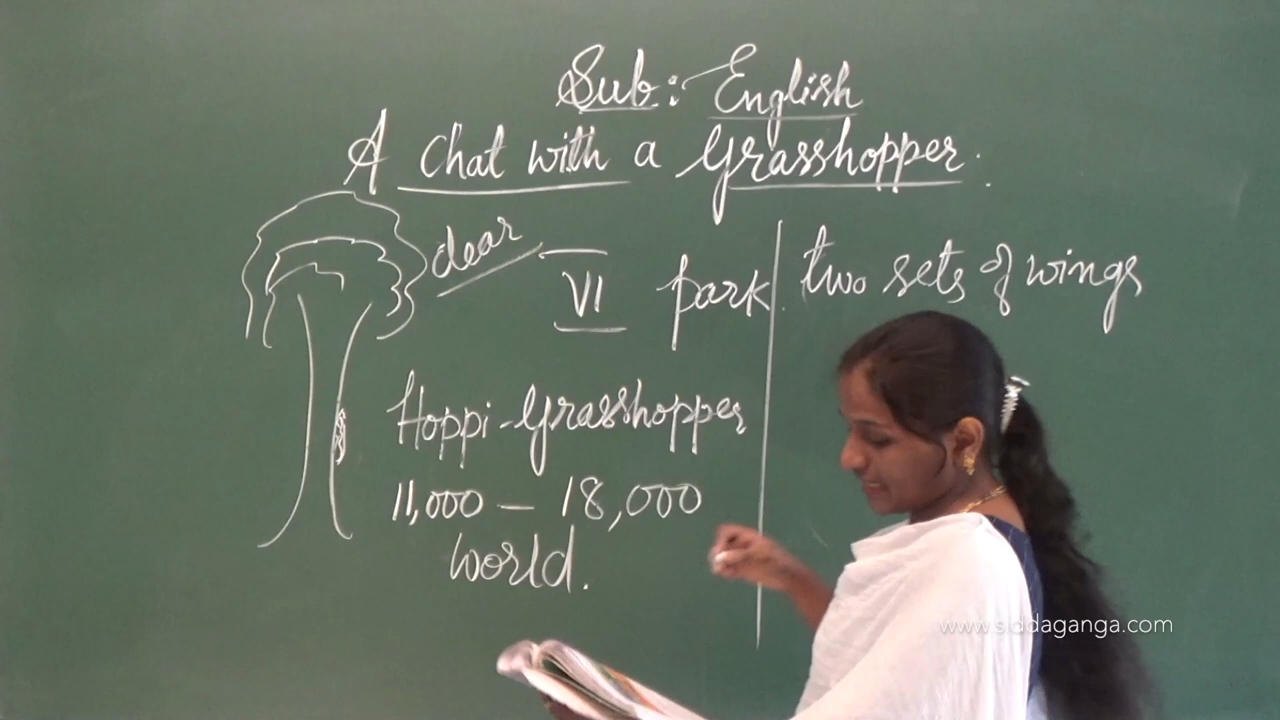 Sub: English
A Chat with a Grasshopper.
dear
VI park
Hoppi - Grasshopper
11,000 - 18,000
world.
two sets of wings
www.siddaganga.com